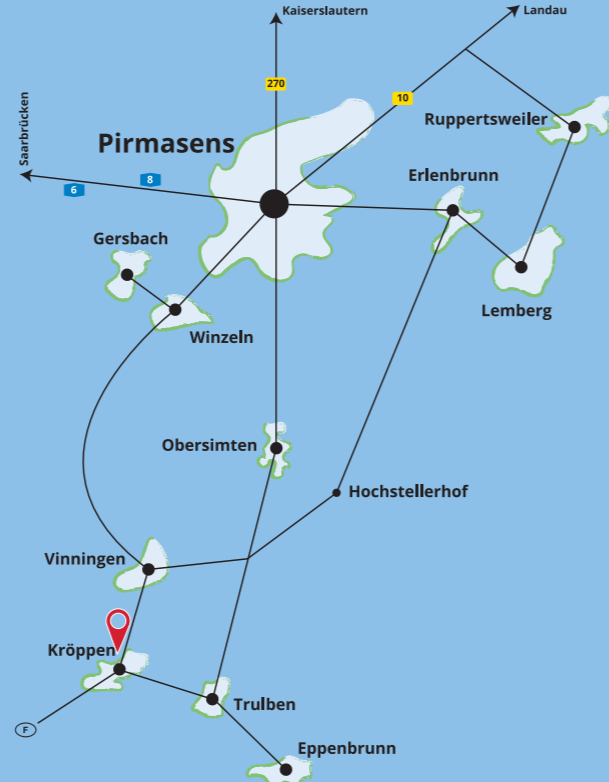 Kaiserslautern
Landau
270
10
Saarbrücken
Ruppertsweiler
Pirmasens
Erlenbrunn
8
6
Gersbach
Lemberg
Winzeln
Obersimten
Hochstellerhof
Vinningen
Kröppen
Trulben
F
Eppenbrunn